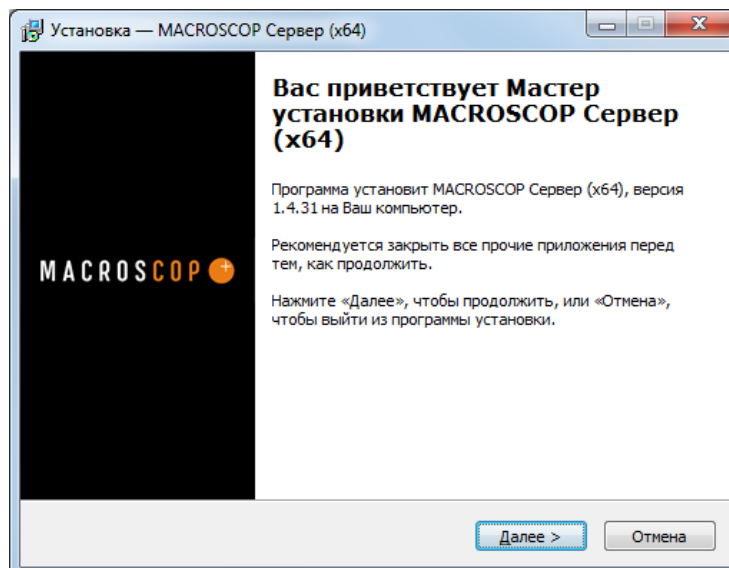 Установка — MACROSCOP Сервер (x64)
Вас приветствует Мастер
установки MACROSCOP Сервер
(x64)
Программа установит MACROSCOP Сервер (x64), версия
1.4.31 на Ваш компьютер.
Рекомендуется закрыть все прочие приложения перед
тем, как продолжить.
MACROSCOP
Нажмите «Далее», чтобы продолжить, или «Отмена»,
чтобы выйти из программы установки.
Далее >
Отмена